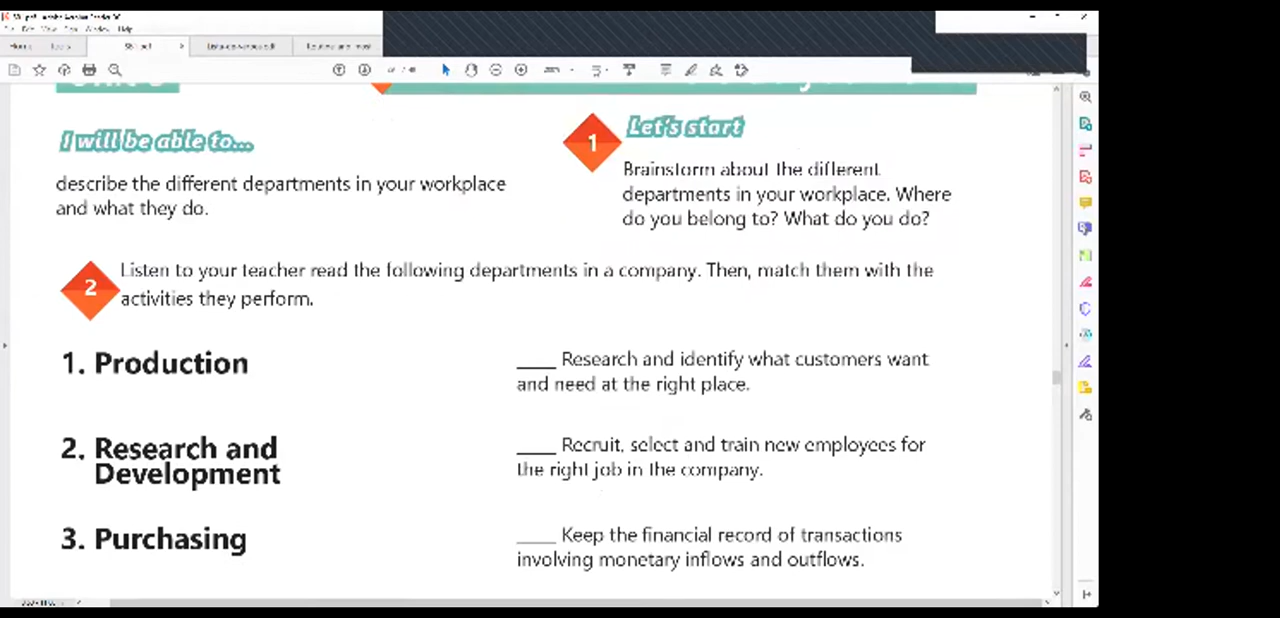 Home
I will be able to...
describe the different departments in your workplace
and what they do.
1
Let's start
Brainstorm about the different
departments in your workplace. Where
do you belong to? What do you do?
2
Listen to your teacher read the following departments in a company. Then, match them with the
activities they perform.
1. Production
____ Research and identify what customers want
and need at the right place.
2. Research and
Development
____ Recruit, select and train new employees for
the right job in the company.
3. Purchasing
____ Keep the financial record of transactions
involving monetary inflows and outflows.